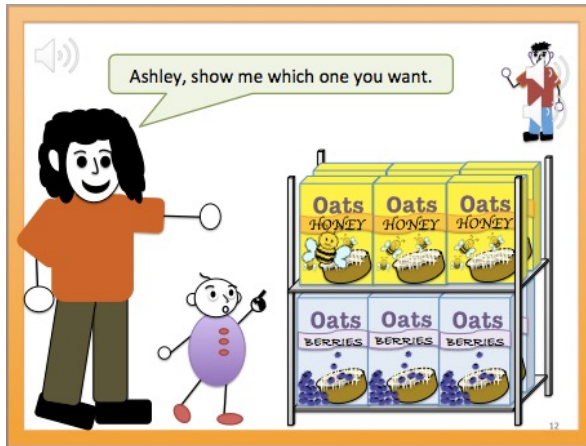 Ashley, show me which one you want.
Oats Oats Oats
HONEY HONEY HONEY
Oats Oats Oats
BERRIES BERRIES BERRIES
12